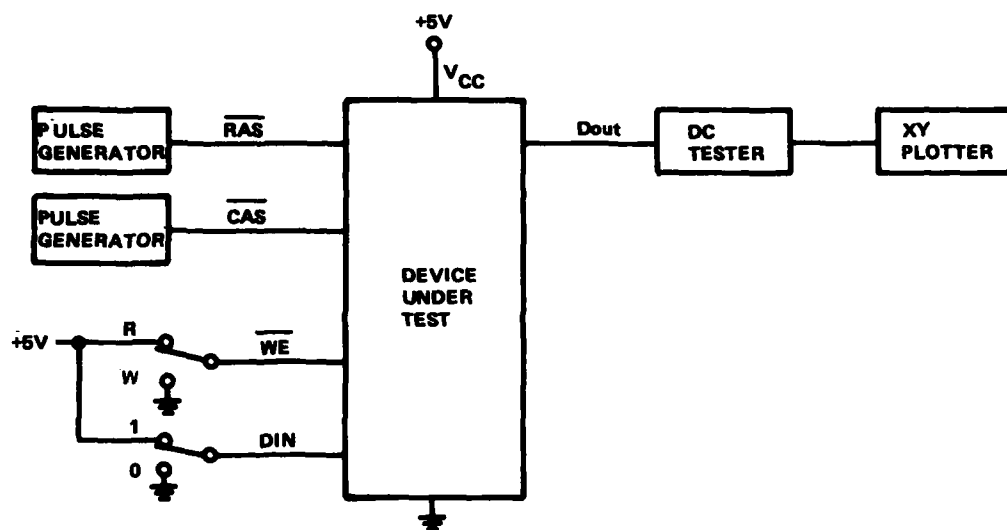 +5V
VCC
PULSE
GENERATOR
RAS
Dout
DC
TESTER
XY
PLOTTER
PULSE
GENERATOR
CAS
DEVICE
UNDER
TEST
+5V
R
WE
W
1
DIN
0